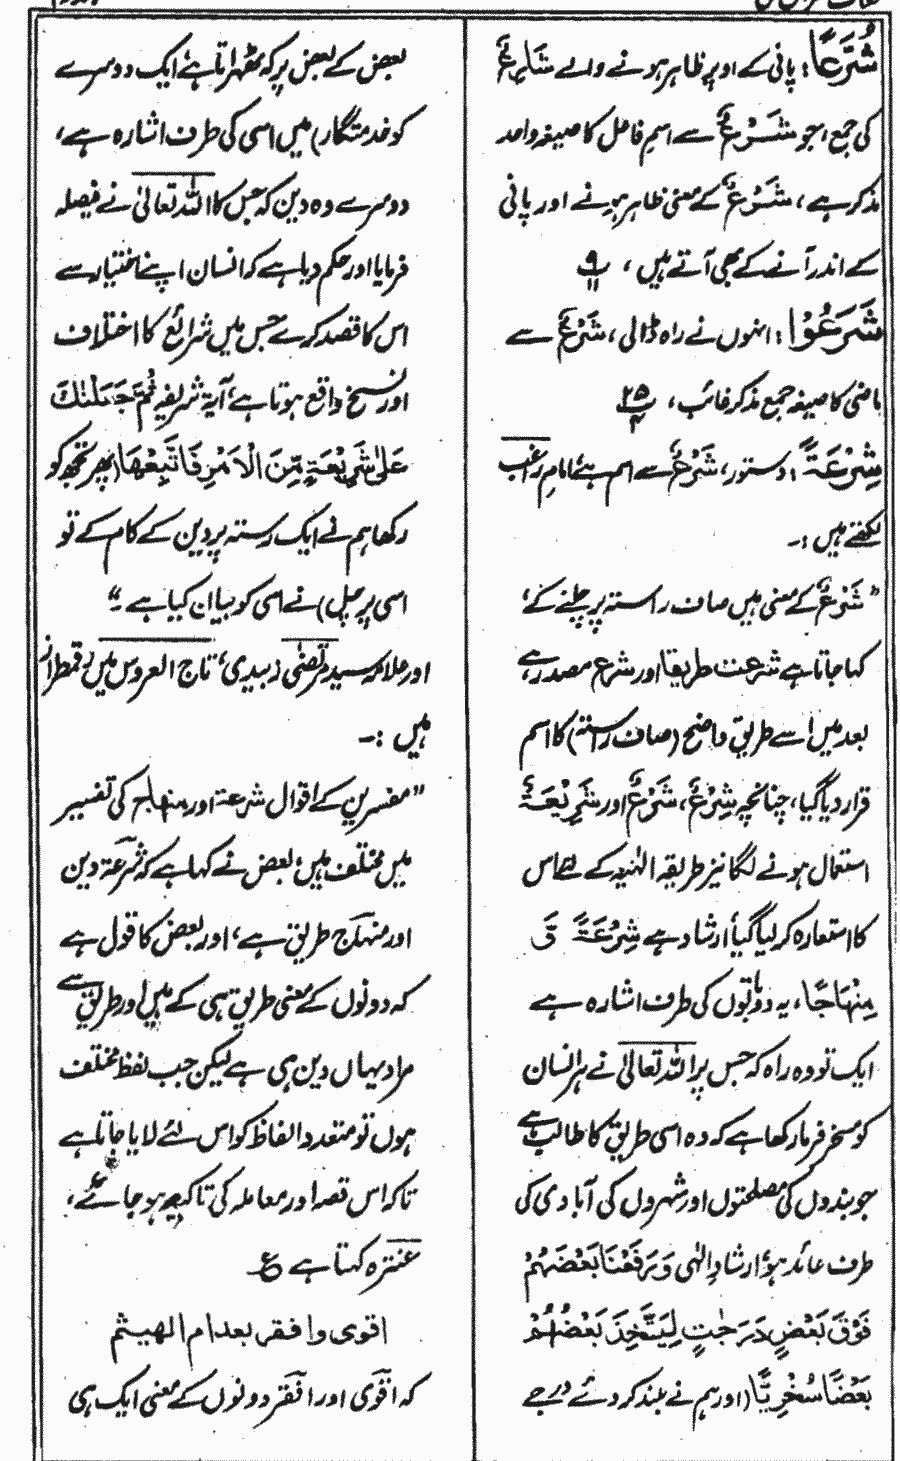 شُرَّعًا : پانی کے اوپر ظاہر ہونے والے شَارِعٌ
کی جمع اجو شَرْعٌ سے اسم فاعل کا صیغہ واحد
مذکر ہے، شَرْعٌ کے معنی ظاہر ہونے اور پانی
کے اندر آنے کے بھی آتے ہیں ، ۹/۱۱
شَرَعُوْا : انہوں نے راہ ڈالی، شَرْعٌ سے
ماضی کا صیغہ جمع مذکر غائب، ۲۵/۴
شِرْعَةً : دستور، شَرْعٌ سے اسم ہے، امام راغب
لکھتے ہیں :۔
" شَرْعٌ کے معنی ہیں صاف راستہ پر چلنے کے،
کہا جاتا ہے شرعت طریقا اور شرع مصدر ہے،
بعد میں اسے طریق واضح (صاف راستہ) کا اسم
قرار دیا گیا، چنانچہ شِرْعٌ، شَرْعٌ اور شَرِيْعَةٌ
استعمال ہونے لگا نیز طریقہ الٰہیہ کے لئے اس
کا استعارہ کر لیا گیا، ارشاد ہے شِرْعَةً وَّ
مِنْهَاجًا، یہ دو باتوں کی طرف اشارہ ہے
ایک تو وہ راہ کہ جس پر اللہ تعالیٰ نے ہر انسان
کو مسخر فرما رکھا ہے کہ وہ اسی طریق کا طالب ہے
جو بندوں کی مصلحتوں اور شہروں کی آبادی کی
طرف عائد ہو، ارشادِ الٰہی وَرَفَعْنَا بَعْضَهُمْ
فَوْقَ بَعْضٍ دَرَجٰتٍ لِّيَتَّخِذَ بَعْضُهُمْ
بَعْضًا سُخْرِيًّا (اور ہم نے بلند کر دئے درجے
بعض کے بعض پر کہ ٹھہراتا ہے ایک دوسرے
کو خدمتگار) میں اسی کی طرف اشارہ ہے،
دوسرے وہ دین کہ جس کا اللہ تعالیٰ نے فیصلہ
فرمایا اور حکم دیا ہے کہ انسان اپنے اختیار سے
اس کا قصد کرے جس میں شرائع کا اختلاف
اور نسخ واقع ہوتا ہے، آیۃ شریفہ ثُمَّ جَعَلْنٰكَ
عَلٰى شَرِيْعَةٍ مِّنَ الْاَمْرِ فَاتَّبِعْهَا (پھر تجھ کو
رکھا ہم نے ایک رستہ پر دین کے کام کے تو
اسی پر چل) نے اسی کو بیان کیا ہے "
اور علامہ سید مرتضیٰ زبیدی، تاج العروس میں رقمطراز
ہیں :۔
" مفسرین کے اقوال شرعۃ اور منہاج کی تفسیر
میں مختلف ہیں، بعض نے کہا ہے کہ شرعۃ دین
اور منہاج طریق ہے، اور بعض کا قول ہے
کہ دونوں کے معنی طریق ہی کے ہیں اور طریق سے
مراد یہاں دین ہی ہے لیکن جب لفظ مختلف
ہوں تو متعدد الفاظ کو اس لئے لایا جاتا ہے
تاکہ اس قصہ اور معاملہ کی تاکید ہو جائے،
عنترہ کہتا ہے ع
اقوی وا فقر بعد ام الهیثم
کہ اقوی اور افقر دونوں کے معنی ایک ہی